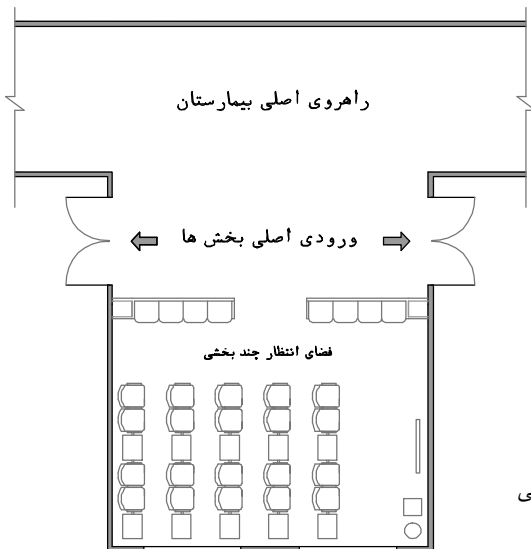 راهروی اصلی بیمارستان
ورودی اصلی بخش ها
فضای انتظار چند بخشی